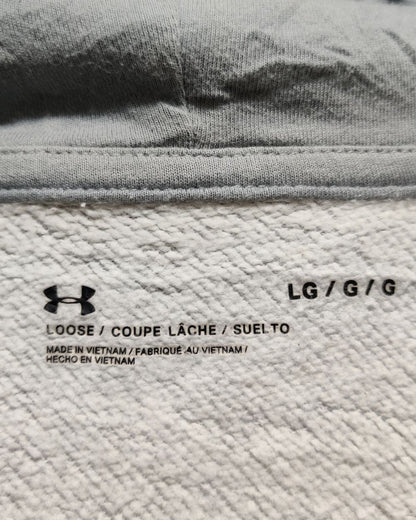 LG / G / G
LOOSE / COUPE LÂCHE / SUELTO
MADE IN VIETNAM / FABRIQUÉ AU VIETNAM /
HECHO EN VIETNAM